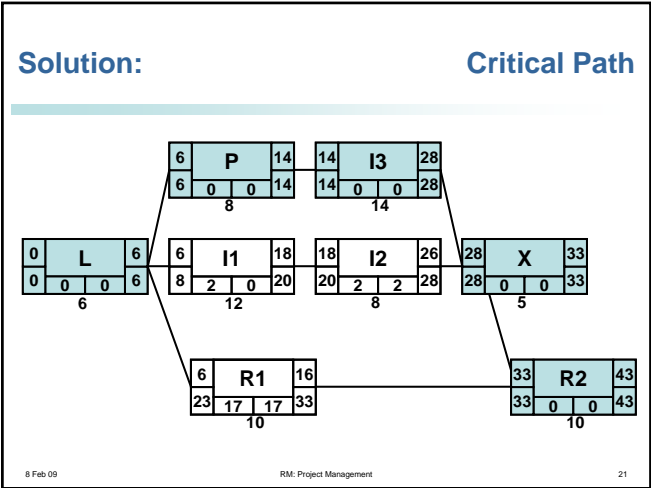 Solution: Critical Path
6 P 14 14 I3 28
6 0 0 14 14 0 0 28
8 14
0 L 6 6 I1 18 18 I2 26 28 X 33
0 0 0 6 8 2 0 20 20 2 2 28 28 0 0 33
6 12 8 5
6 R1 16 33 R2 43
23 17 17 33 33 0 0 43
10 10
8 Feb 09 RM: Project Management 21